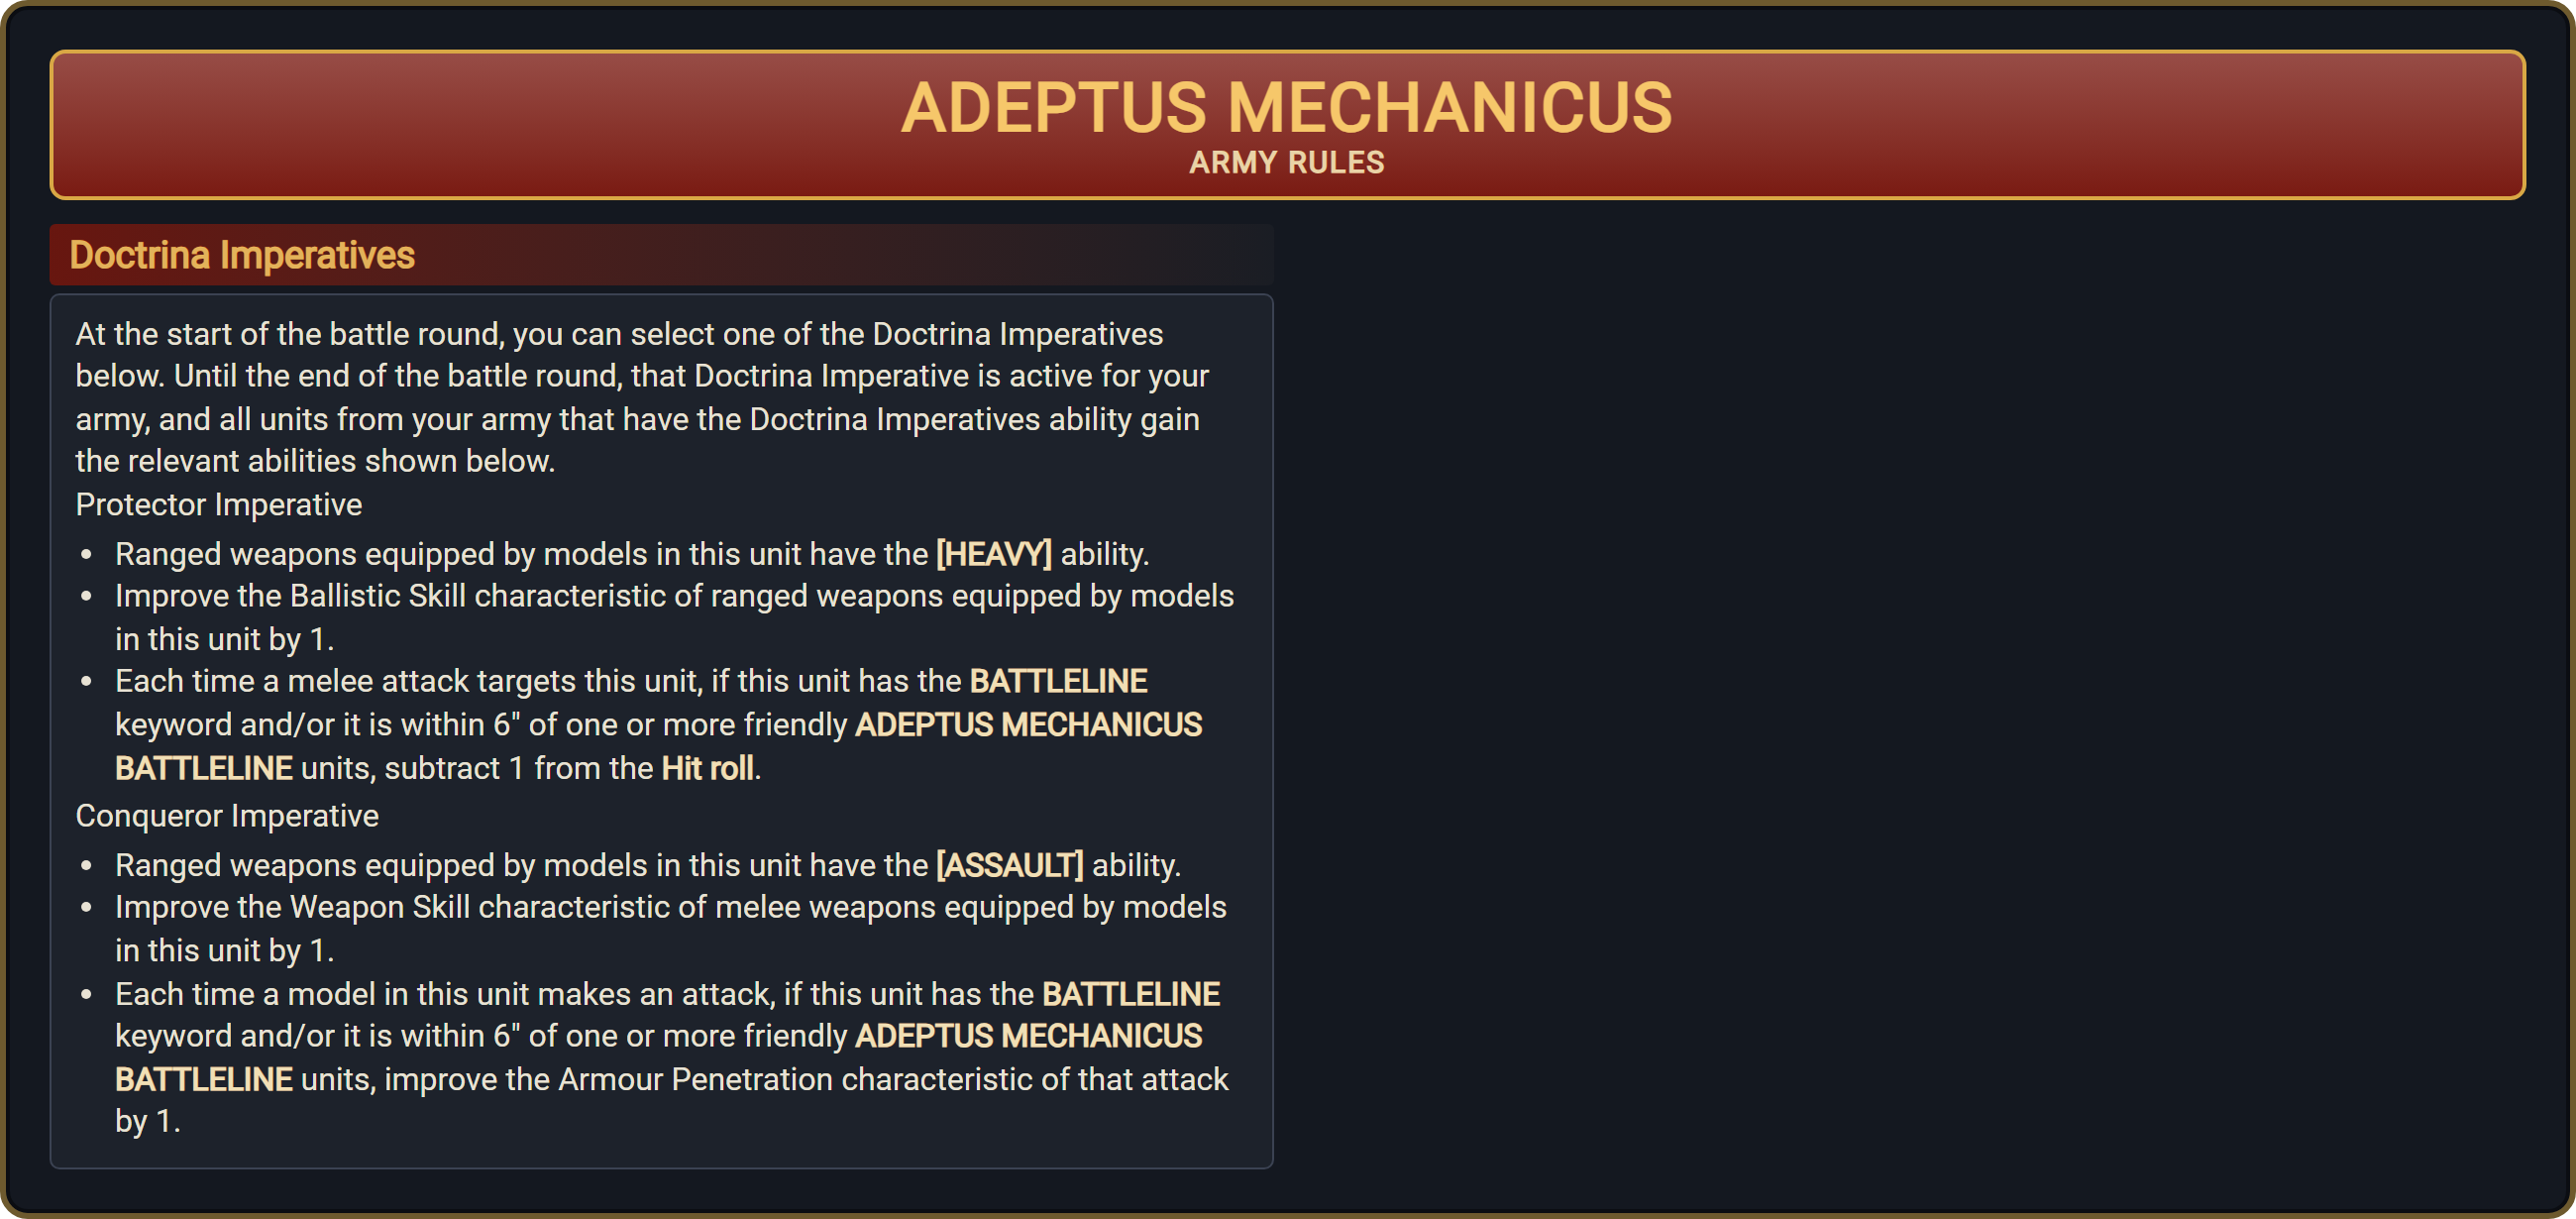 ADEPTUS MECHANICUS
ARMY RULES
Doctrina Imperatives
At the start of the battle round, you can select one of the Doctrina Imperatives
below. Until the end of the battle round, that Doctrina Imperative is active for your
army, and all units from your army that have the Doctrina Imperatives ability gain
the relevant abilities shown below.
Protector Imperative
• Ranged weapons equipped by models in this unit have the [HEAVY] ability.
• Improve the Ballistic Skill characteristic of ranged weapons equipped by models
in this unit by 1.
• Each time a melee attack targets this unit, if this unit has the BATTLELINE
keyword and/or it is within 6" of one or more friendly ADEPTUS MECHANICUS
BATTLELINE units, subtract 1 from the Hit roll.
Conqueror Imperative
• Ranged weapons equipped by models in this unit have the [ASSAULT] ability.
• Improve the Weapon Skill characteristic of melee weapons equipped by models
in this unit by 1.
• Each time a model in this unit makes an attack, if this unit has the BATTLELINE
keyword and/or it is within 6" of one or more friendly ADEPTUS MECHANICUS
BATTLELINE units, improve the Armour Penetration characteristic of that attack
by 1.